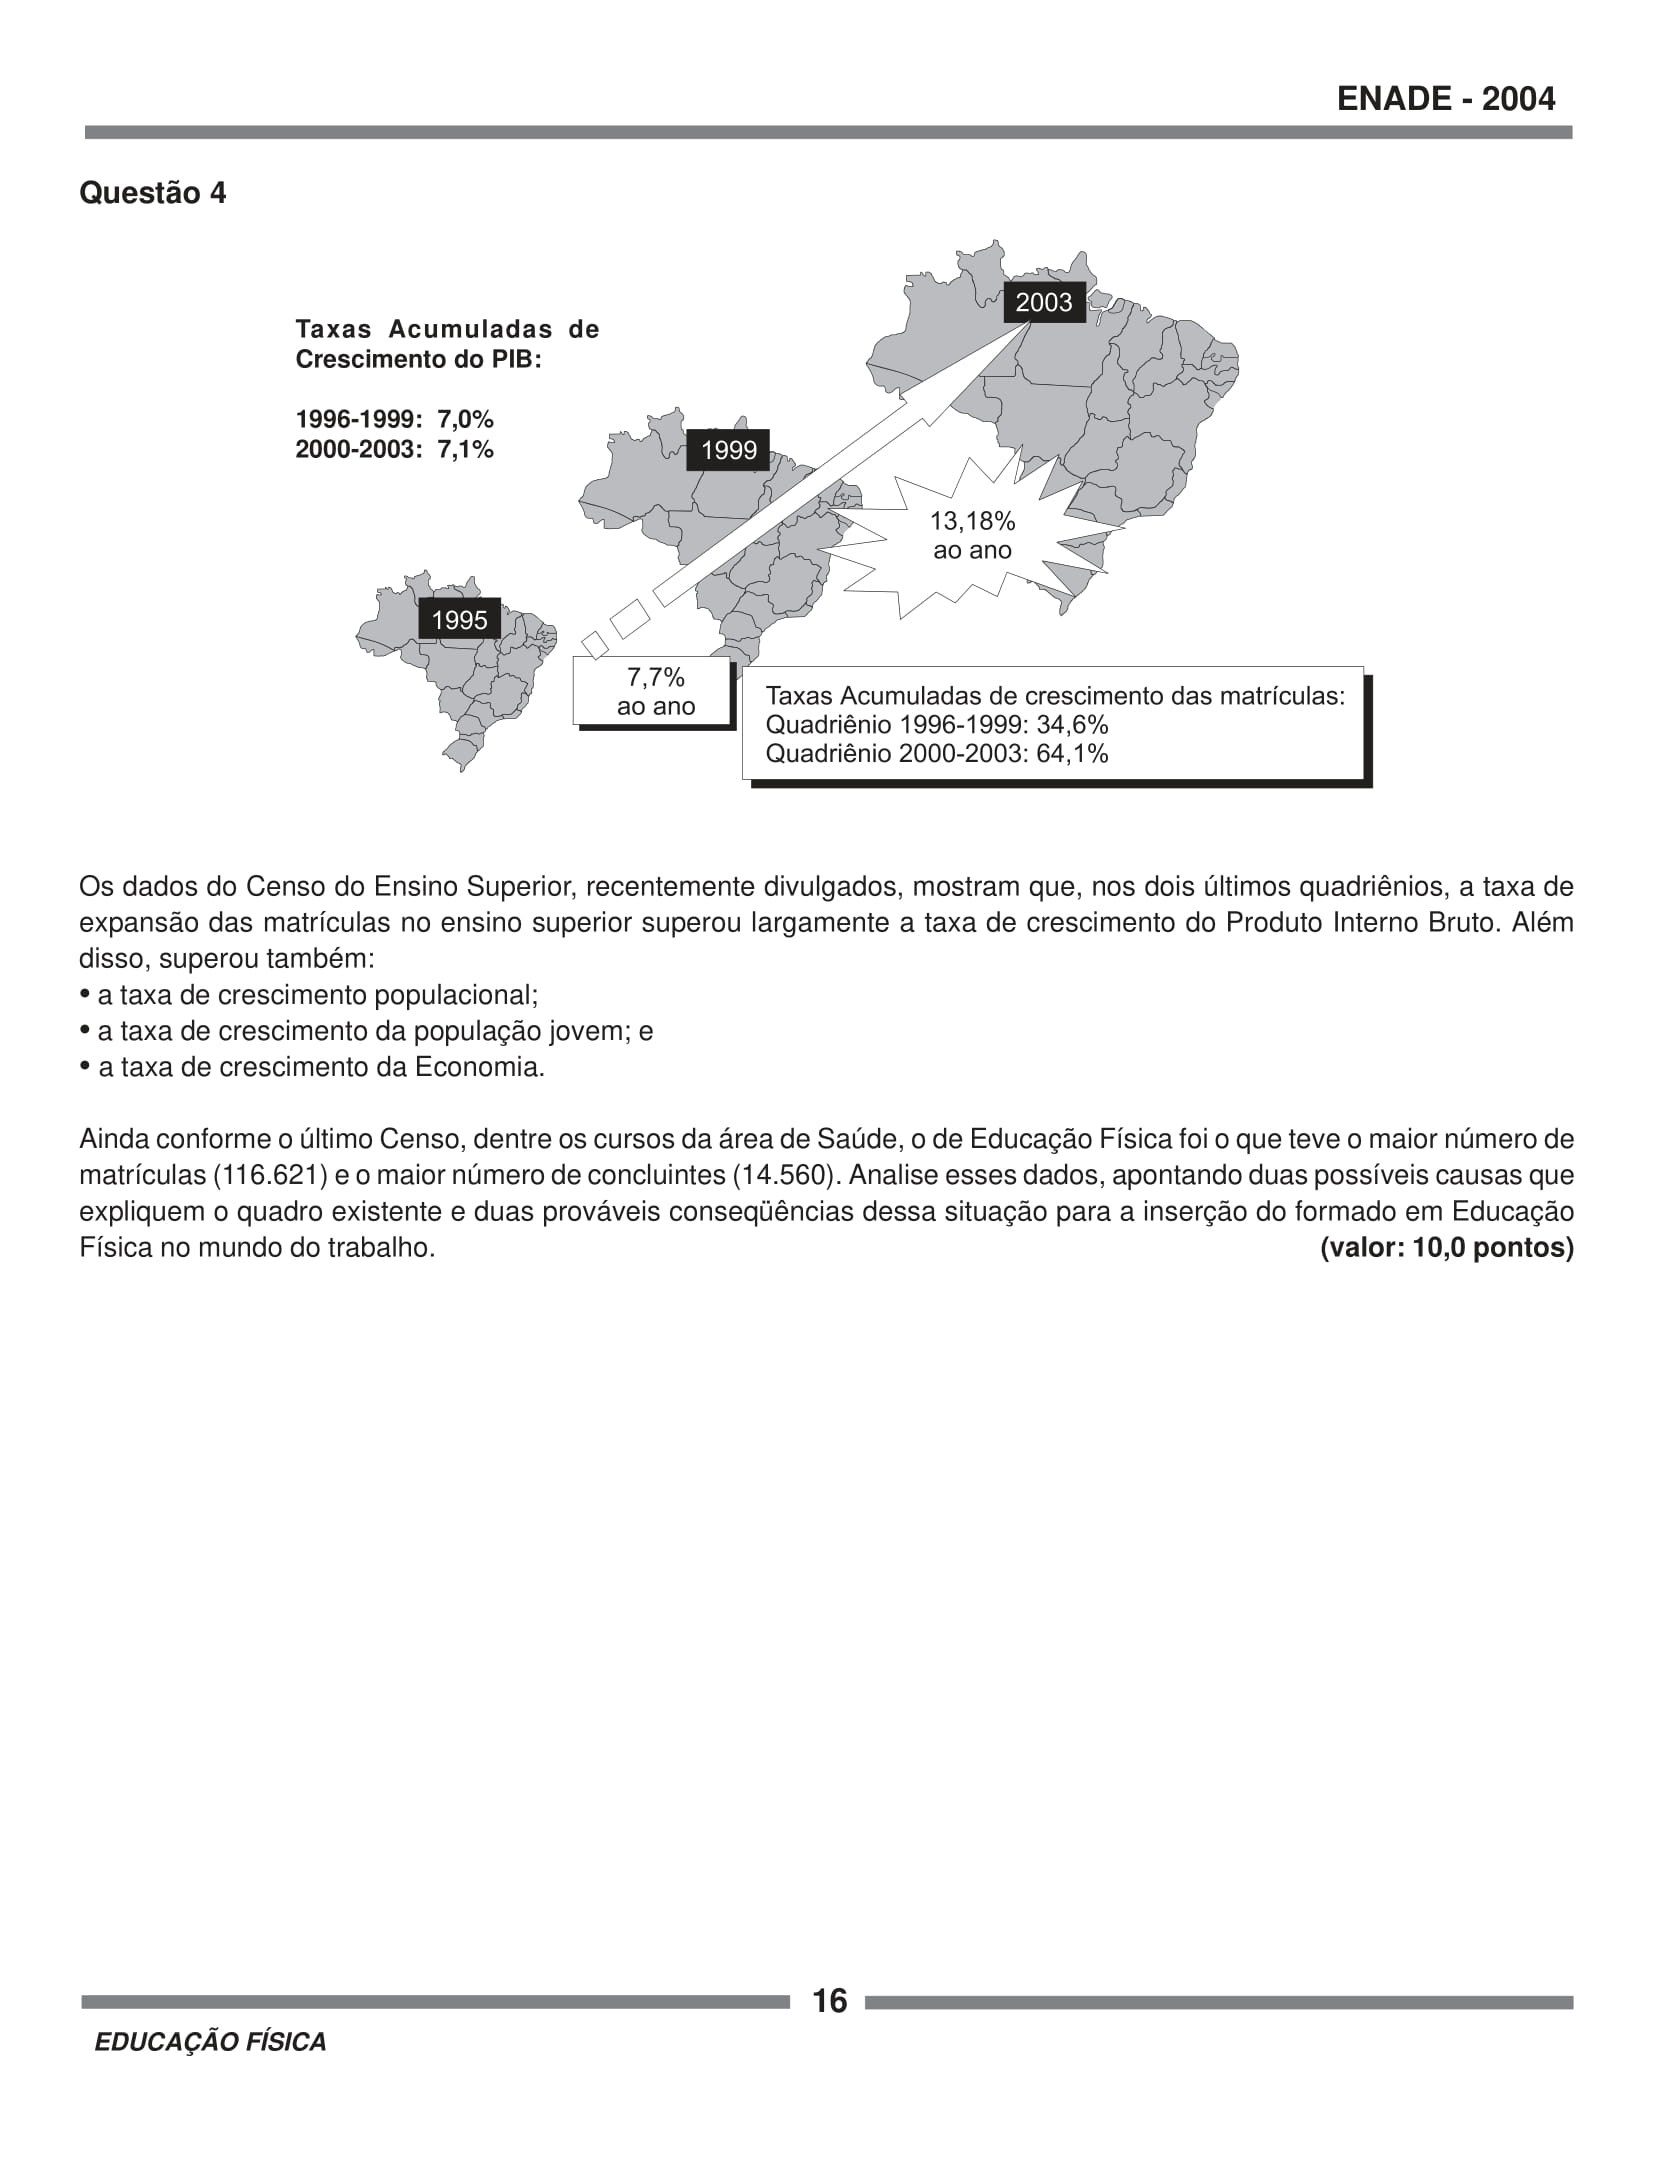 ENADE - 2004
Questão 4
Taxas Acumuladas de
Crescimento do PIB:
1996-1999: 7,0%
2000-2003: 7,1%
2003
1999
13,18%
ao ano
1995
7,7%
ao ano
Taxas Acumuladas de crescimento das matrículas:
Quadriênio 1996-1999: 34,6%
Quadriênio 2000-2003: 64,1%
Os dados do Censo do Ensino Superior, recentemente divulgados, mostram que, nos dois últimos quadriênios, a taxa de
expansão das matrículas no ensino superior superou largamente a taxa de crescimento do Produto Interno Bruto. Além
disso, superou também:
• a taxa de crescimento populacional;
• a taxa de crescimento da população jovem; e
• a taxa de crescimento da Economia.
Ainda conforme o último Censo, dentre os cursos da área de Saúde, o de Educação Física foi o que teve o maior número de
matrículas (116.621) e o maior número de concluintes (14.560). Analise esses dados, apontando duas possíveis causas que
expliquem o quadro existente e duas prováveis conseqüências dessa situação para a inserção do formado em Educação
Física no mundo do trabalho. (valor: 10,0 pontos)
16
EDUCAÇÃO FÍSICA